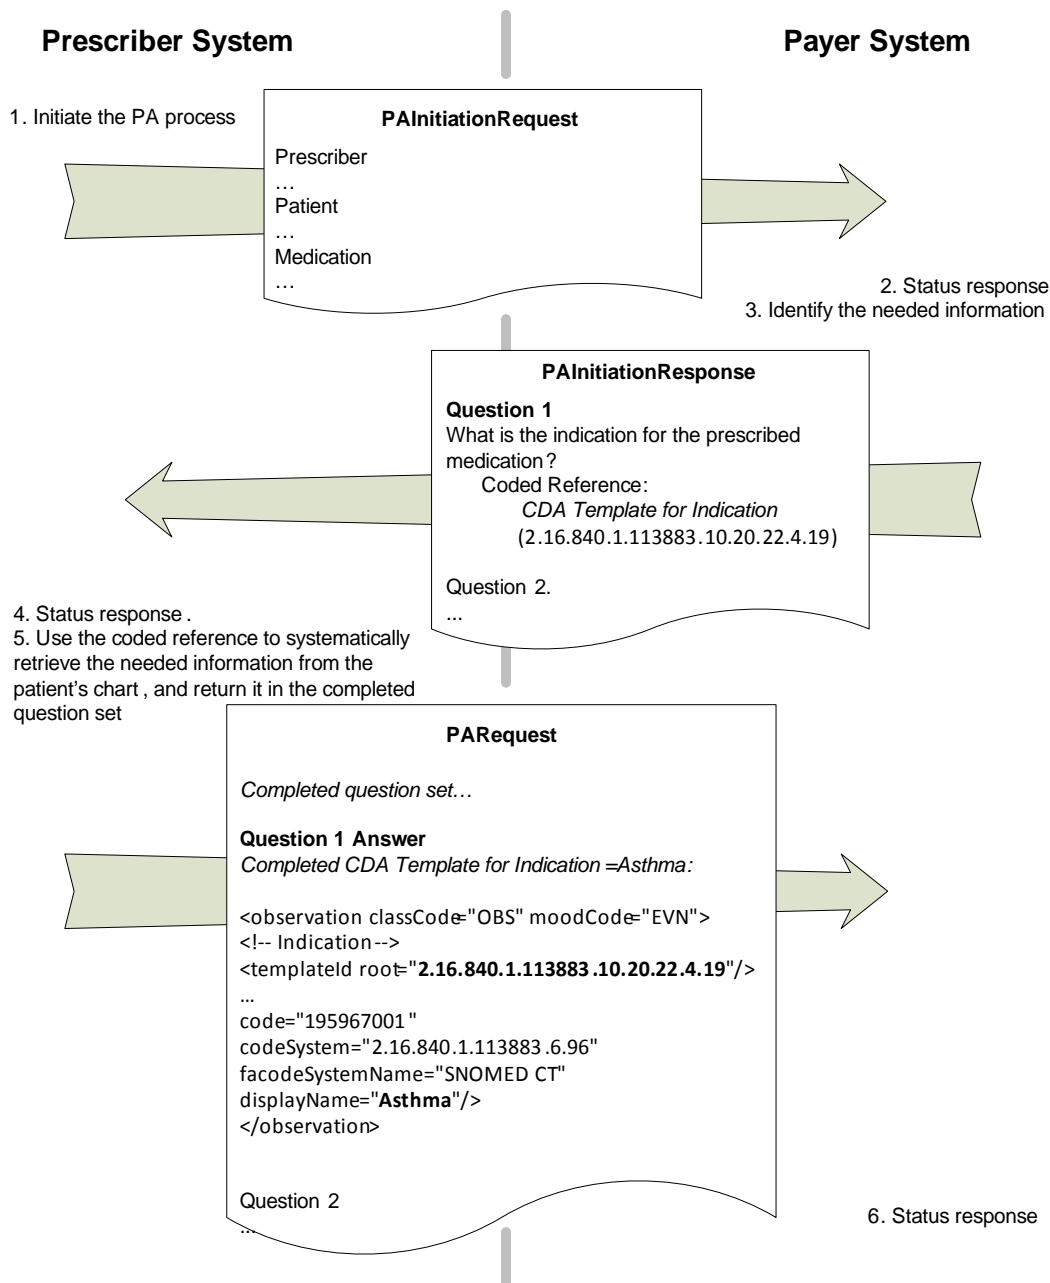 Prescriber System
Payer System
1. Initiate the PA process
PAInitiationRequest
Prescriber
...
Patient
...
Medication
...
2. Status response
3. Identify the needed information
PAInitiationResponse
Question 1
What is the indication for the prescribed
medication?
Coded Reference:
CDA Template for Indication
(2.16.840.1.113883.10.20.22.4.19)
Question 2.
...
4. Status response.
5. Use the coded reference to systematically
retrieve the needed information from the
patient's chart, and return it in the completed
question set
PARequest
Completed question set...
Question 1 Answer
Completed CDA Template for Indication =Asthma:
<observation classCode="OBS" moodCode="EVN">
<!-- Indication-->
<templateId root="2.16.840.1.113883.10.20.22.4.19"/>
...
code="195967001"
codeSystem="2.16.840.1.113883.6.96"
facodeSystemName="SNOMED CT"
displayName="Asthma"/>
</observation>
Question 2
...
6. Status response